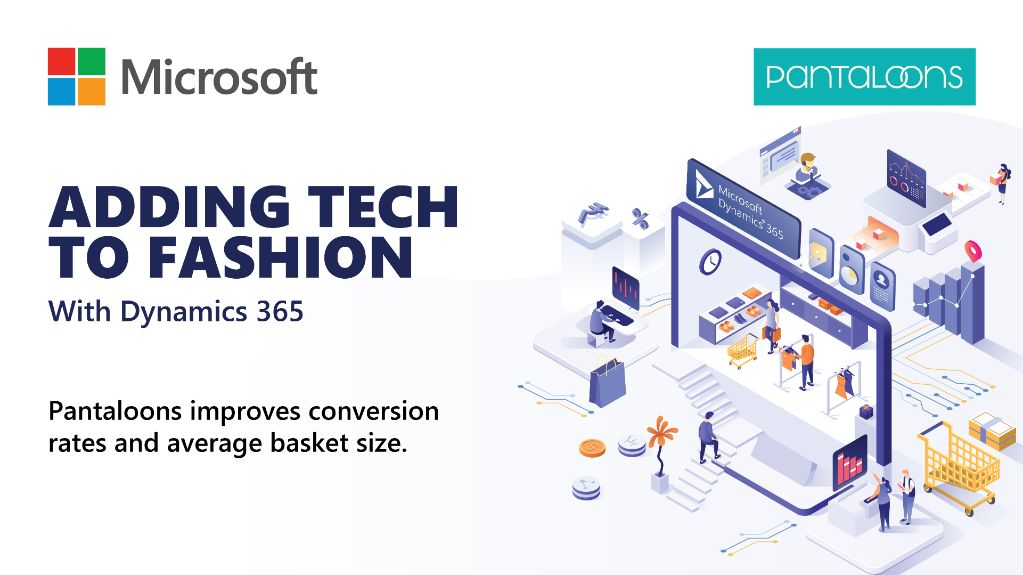 Microsoft
PANTALOONS
ADDING TECH
TO FASHION
With Dynamics 365
Pantaloons improves conversion
rates and average basket size.
Microsoft
Dynamics 365